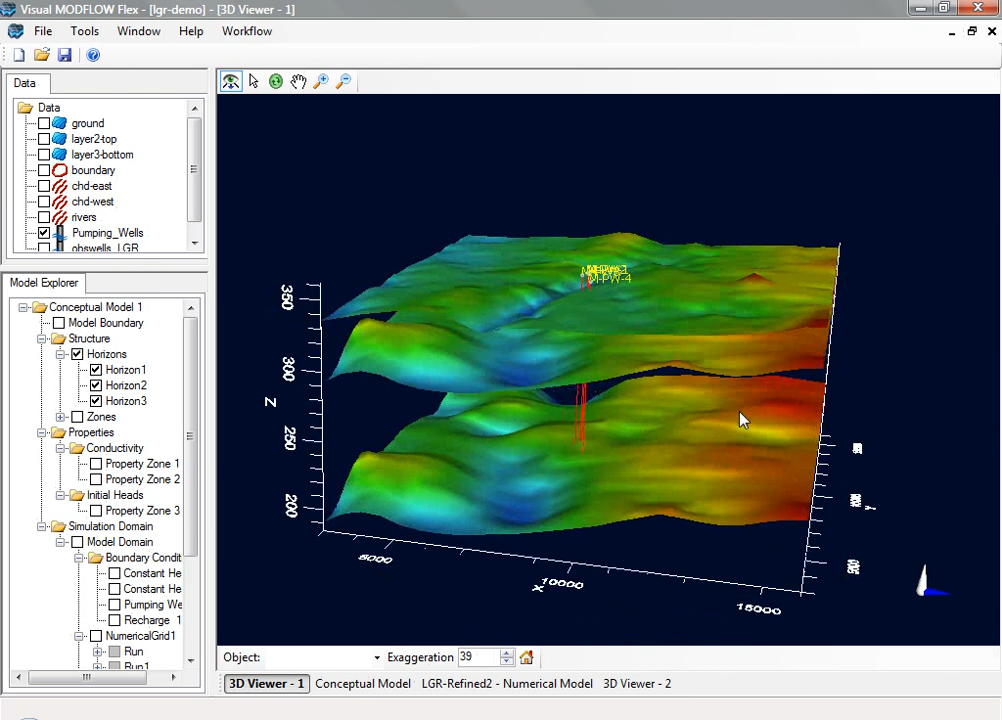 Visual MODFLOW Flex - [lgr-demo] - [3D Viewer - 1]
File Tools Window Help Workflow
Data
Data
ground
layer2-top
layer3-bottom
boundary
chd-east
chd-west
rivers
Pumping_Wells
obswells_LGR
Model Explorer
Conceptual Model 1
Model Boundary
Structure
Horizons
Horizon1
Horizon2
Horizon3
Zones
Properties
Conductivity
Property Zone 1
Property Zone 2
Initial Heads
Property Zone 3
Simulation Domain
Model Domain
Boundary Condit
Constant He
Constant He
Pumping We
Recharge 1
NumericalGrid1
Run
Run1
M-PW-4
350
300
Z
250
200
5000
10000
X
15000
Object: Exaggeration 39
3D Viewer - 1 Conceptual Model LGR-Refined2 - Numerical Model 3D Viewer - 2